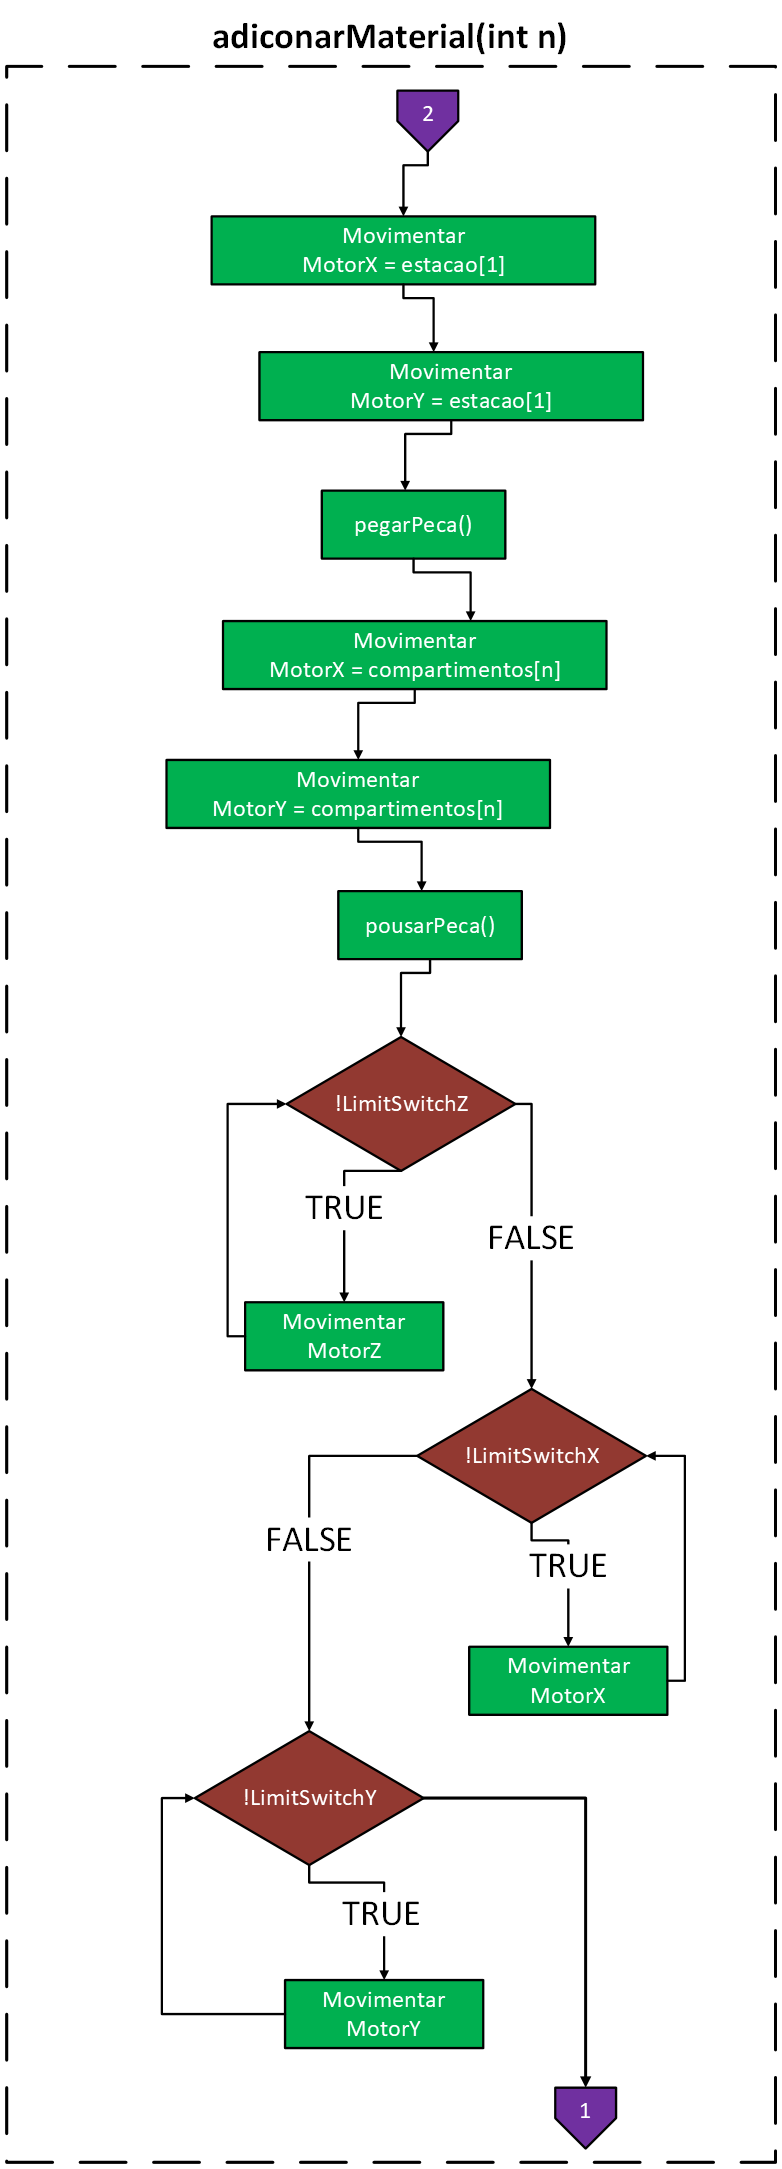 adiconarMaterial(int n)
2
Movimentar
MotorX = estacao[1]
Movimentar
MotorY = estacao[1]
pegarPeca()
Movimentar
MotorX = compartimentos[n]
Movimentar
MotorY = compartimentos[n]
pousarPeca()
!LimitSwitchZ
TRUE
FALSE
Movimentar
MotorZ
!LimitSwitchX
FALSE
TRUE
Movimentar
MotorX
!LimitSwitchY
TRUE
Movimentar
MotorY
1